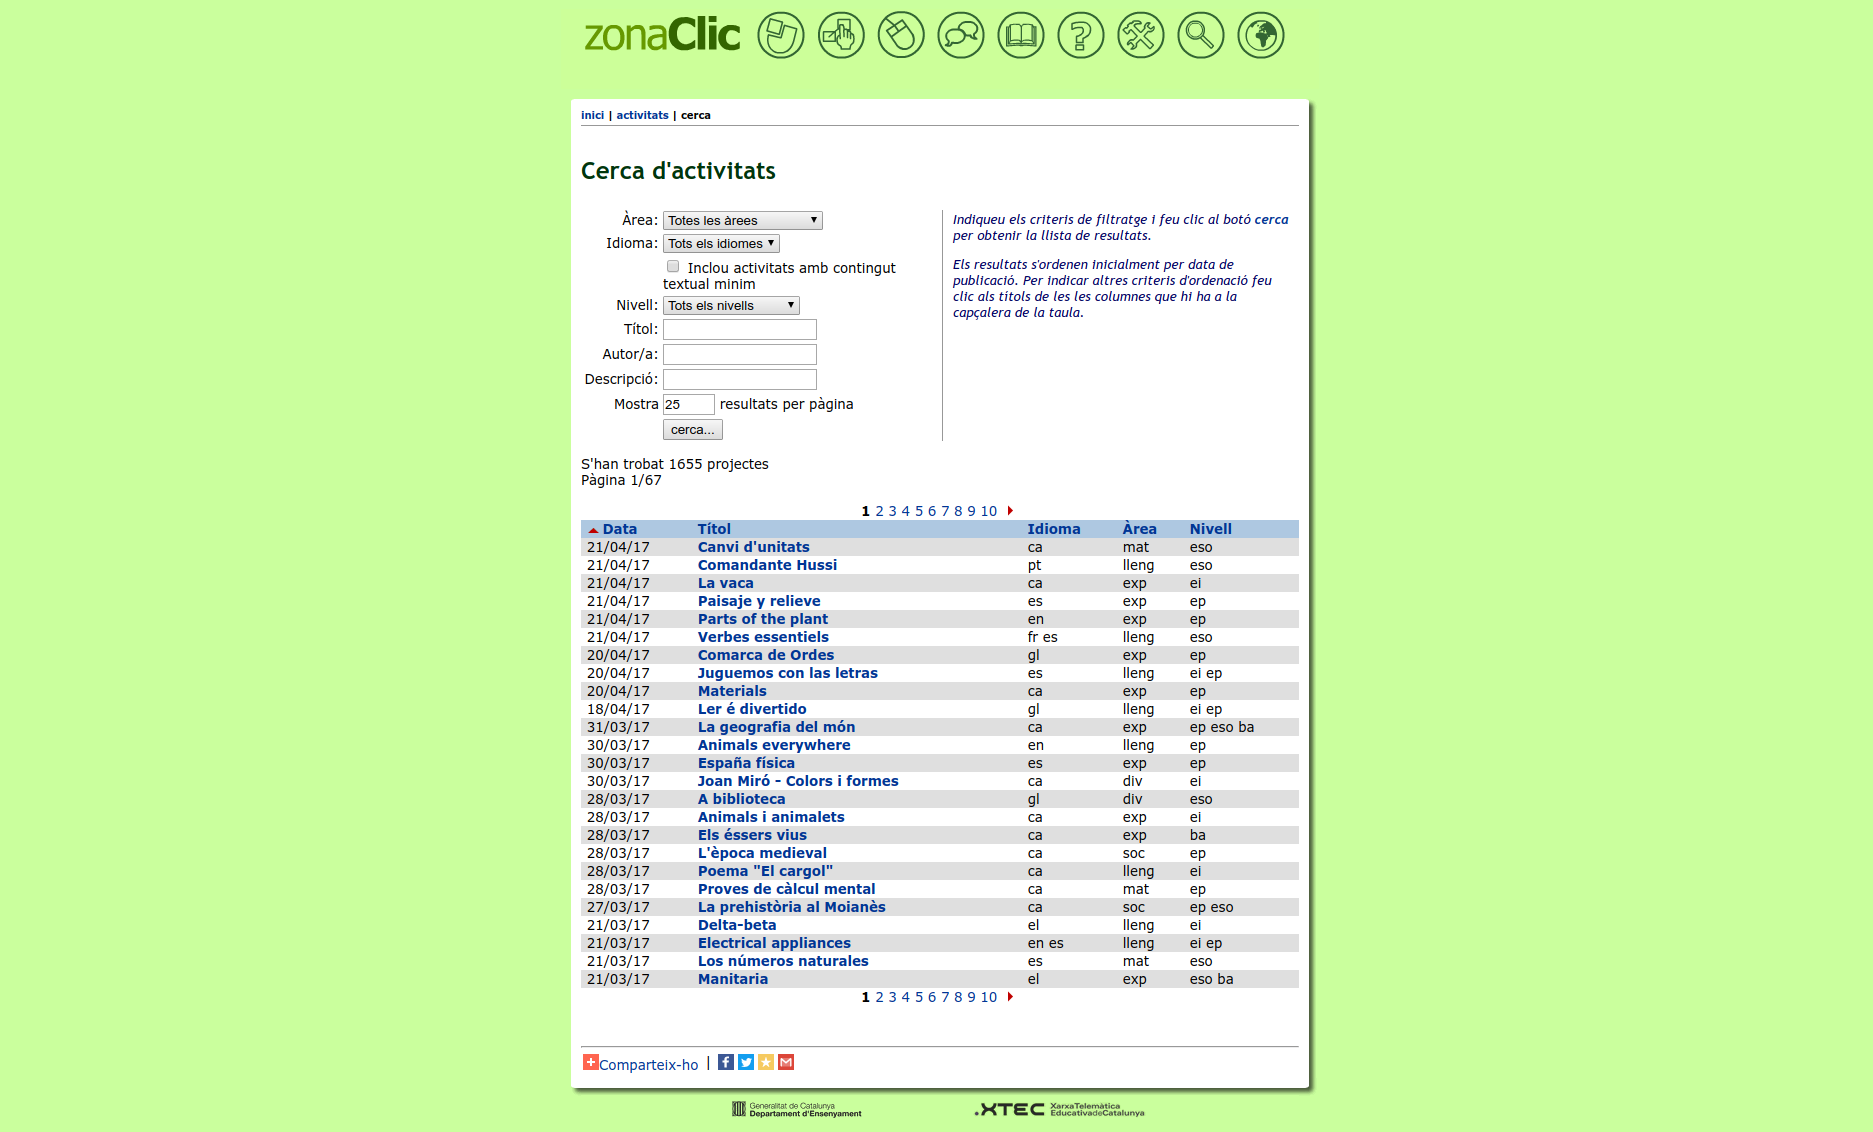 zonaClic
inici | activitats | cerca
Cerca d'activitats
Àrea: Totes les àrees
Idioma: Tots els idiomes
Inclou activitats amb contingut
textual minim
Nivell: Tots els nivells
Títol:
Autor/a:
Descripció:
Mostra 25 resultats per pàgina
cerca...
Indiqueu els criteris de filtratge i feu clic al botó cerca
per obtenir la llista de resultats.
Els resultats s'ordenen inicialment per data de
publicació. Per indicar altres criteris d'ordenació feu
clic als títols de les les columnes que hi ha a la
capçalera de la taula.
S'han trobat 1655 projectes
Pàgina 1/67
1 2 3 4 5 6 7 8 9 10
Data Títol Idioma Àrea Nivell
21/04/17 Canvi d'unitats ca mat eso
21/04/17 Comandante Hussi pt lleng eso
21/04/17 La vaca ca exp ei
21/04/17 Paisaje y relieve es exp ep
21/04/17 Parts of the plant en exp ep
21/04/17 Verbes essentiels fr es lleng eso
20/04/17 Comarca de Ordes gl exp ep
20/04/17 Juguemos con las letras es lleng ei ep
20/04/17 Materials ca exp ep
18/04/17 Ler é divertido gl lleng ei ep
31/03/17 La geografia del món ca exp ep eso ba
30/03/17 Animals everywhere en lleng ep
30/03/17 España física es exp ep
30/03/17 Joan Miró - Colors i formes ca div ei
28/03/17 A biblioteca gl div eso
28/03/17 Animals i animalets ca exp ei
28/03/17 Els éssers vius ca exp ba
28/03/17 L'època medieval ca soc ep
28/03/17 Poema "El cargol" ca lleng ei
28/03/17 Proves de càlcul mental ca mat ep
27/03/17 La prehistòria al Moianès ca soc ep eso
21/03/17 Delta-beta el lleng ei
21/03/17 Electrical appliances en es lleng ei ep
21/03/17 Los números naturales es mat eso
21/03/17 Manitaria el exp eso ba
1 2 3 4 5 6 7 8 9 10
Comparteix-ho |
Generalitat de Catalunya
Departament d'Ensenyament
.XTEC XarxaTelemàtica
EducativadeCatalunya